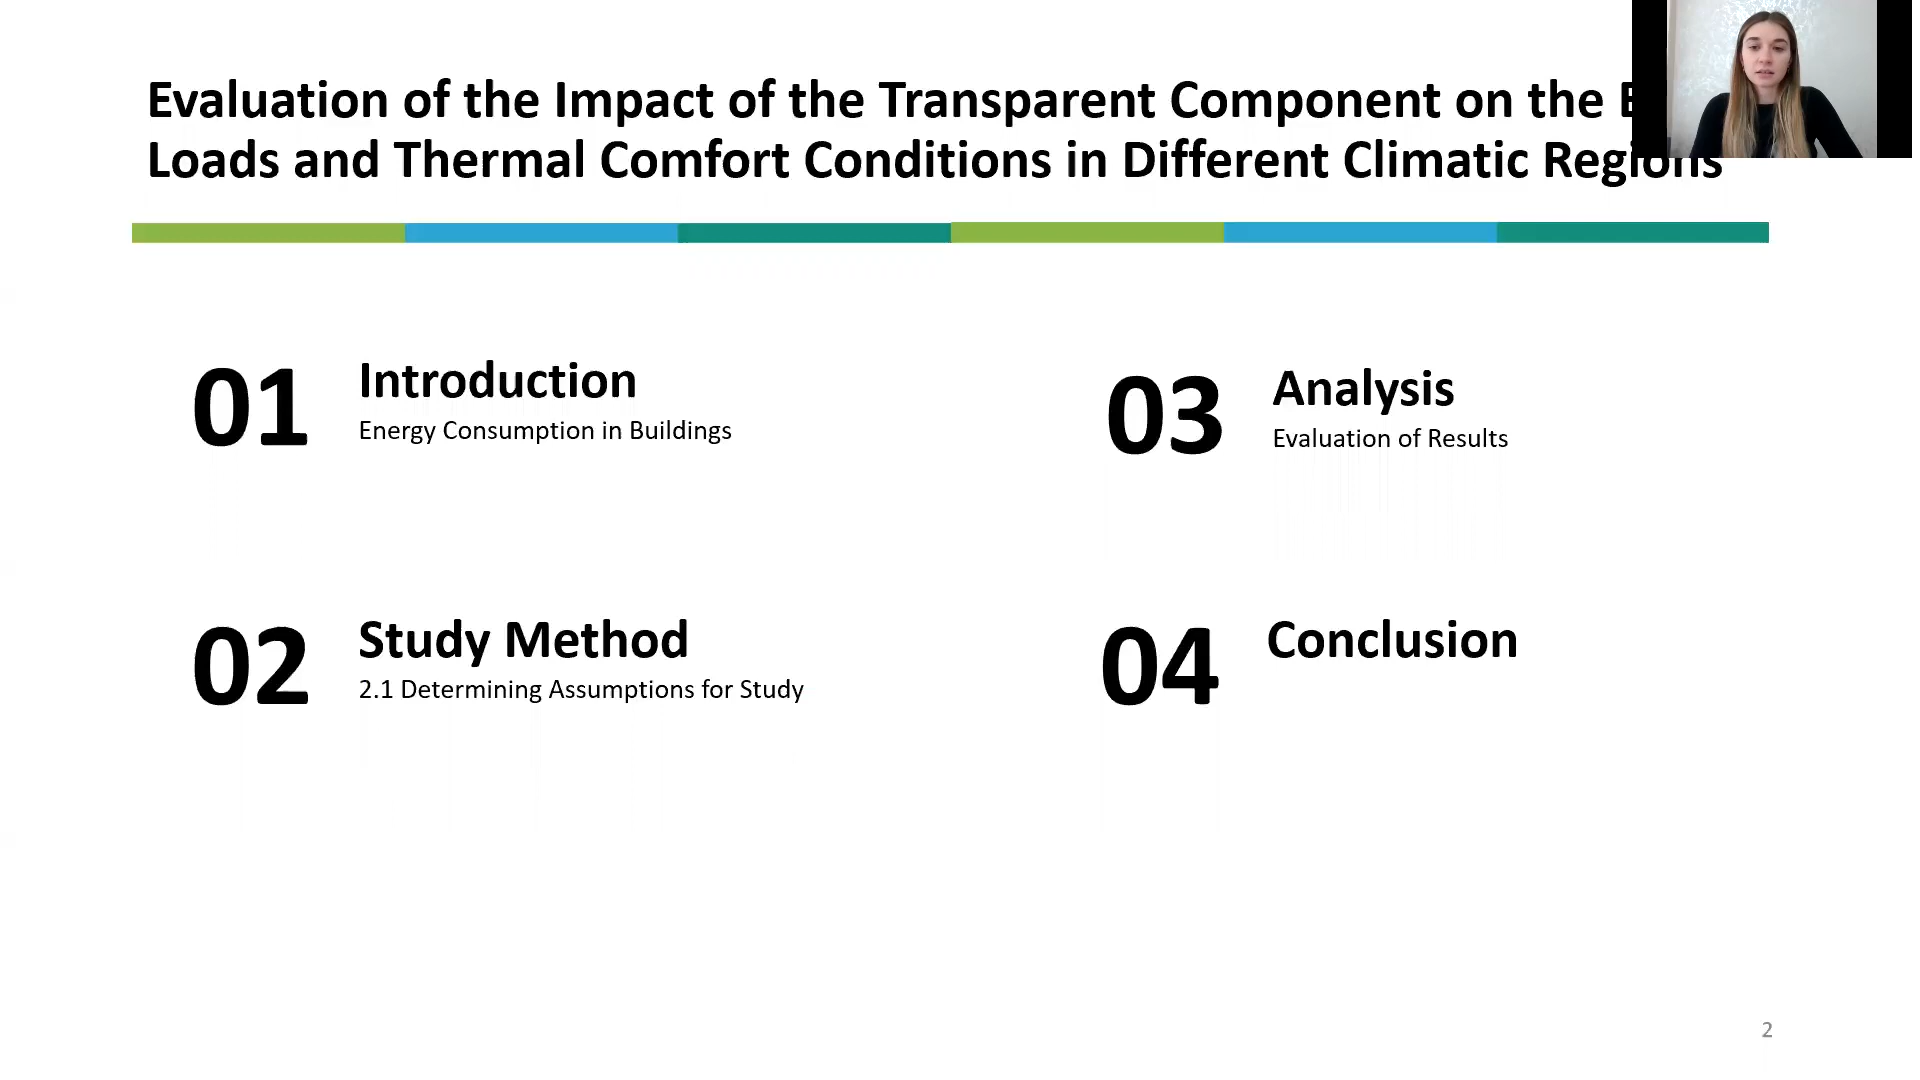 Evaluation of the Impact of the Transparent Component on the
Loads and Thermal Comfort Conditions in Different Climatic Regions
01
Introduction
Energy Consumption in Buildings
02
Study Method
2.1 Determining Assumptions for Study
03
Analysis
Evaluation of Results
04
Conclusion
2